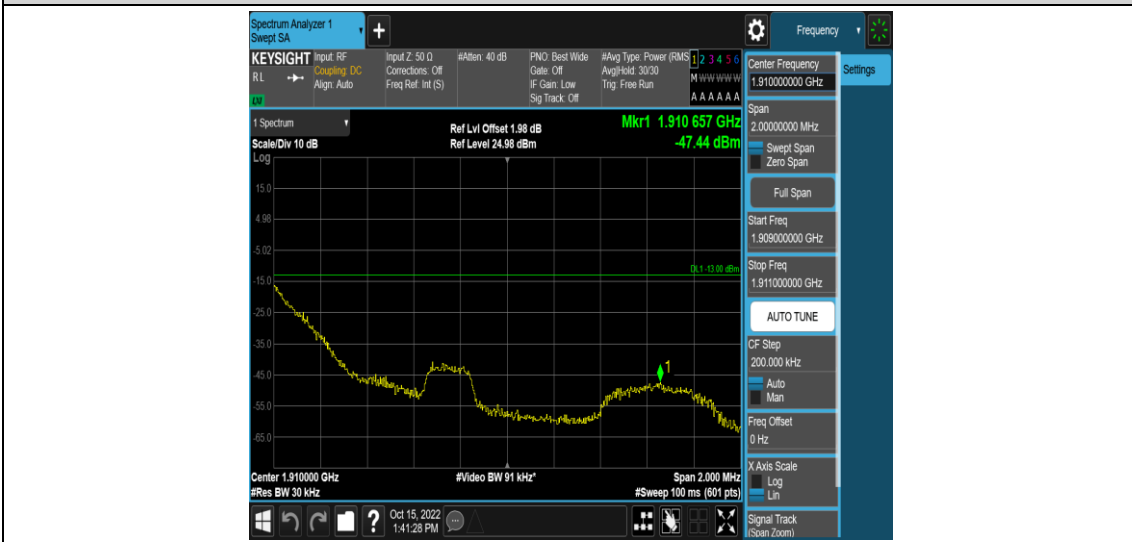 Spectrum Analyzer 1
Swept SA
+
Frequency
KEYSIGHT
RL
LXI
Input: RF
Coupling: DC
Align: Auto
Input Z: 50 Ω
Corrections: Off
Freq Ref: Int (S)
#Atten: 40 dB
PNO: Best Wide
Gate: Off
IF Gain: Low
Sig Track: Off
#Avg Type: Power (RMS
Avg|Hold: 30/30
Trig: Free Run
1 2 3 4 5 6
M W W W W W
A A A A A A
1 Spectrum
Scale/Div 10 dB
Log
Ref Lvl Offset 1.98 dB
Ref Level 24.98 dBm
Mkr1 1.910 657 GHz
-47.44 dBm
15.0
4.98
-5.02
DL1 -13.00 dBm
-15.0
-25.0
-35.0
1
-45.0
-55.0
-65.0
Center 1.910000 GHz
#Video BW 91 kHz*
Span 2.000 MHz
#Res BW 30 kHz
#Sweep 100 ms (601 pts)
Center Frequency
1.910000000 GHz
Settings
Span
2.00000000 MHz
Swept Span
Zero Span
Full Span
Start Freq
1.909000000 GHz
Stop Freq
1.911000000 GHz
AUTO TUNE
CF Step
200.000 kHz
Auto
Man
Freq Offset
0 Hz
X Axis Scale
Log
Lin
Signal Track
(Span Zoom)
?
Oct 15, 2022
1:41:28 PM